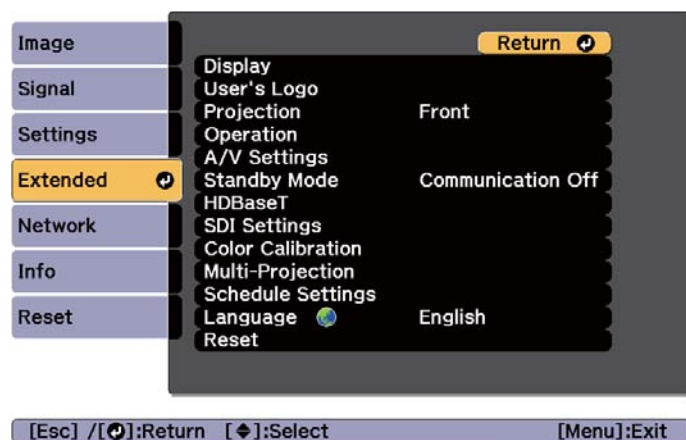 Image
Signal
Settings
Extended
Network
Info
Reset
Return
Display
User's Logo
Projection Front
Operation
A/V Settings
Standby Mode Communication Off
HDBaseT
SDI Settings
Color Calibration
Multi-Projection
Schedule Settings
Language English
Reset
[Esc] /[⏎]:Return [◆]:Select [Menu]:Exit